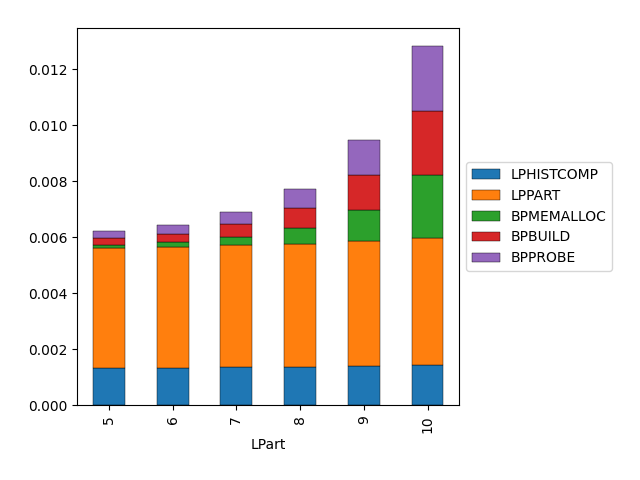 0.012
0.010
0.008
0.006
0.004
0.002
0.000
5
6
7
8
9
10
LPart
LPHISTCOMP
LPPART
BPMEMALLOC
BPBUILD
BPPROBE